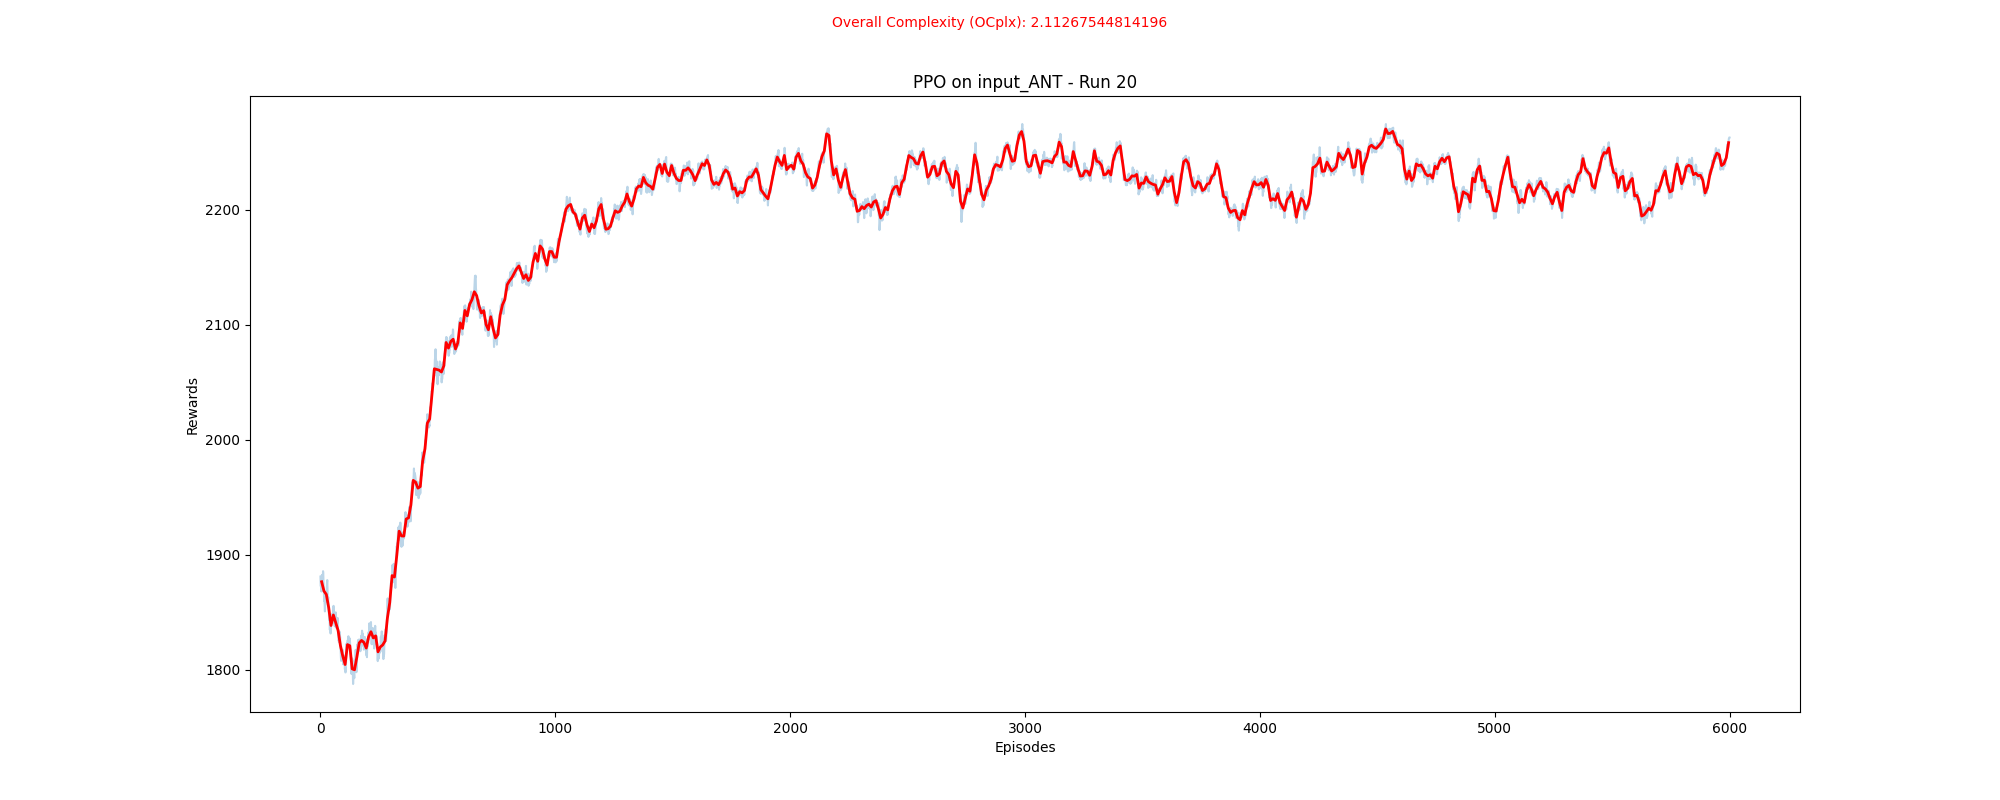 Overall Complexity (OCplx): 2.11267544814196
PPO on input_ANT - Run 20
Rewards
2200
2100
2000
1900
1800
0 1000 2000 3000 4000 5000 6000
Episodes